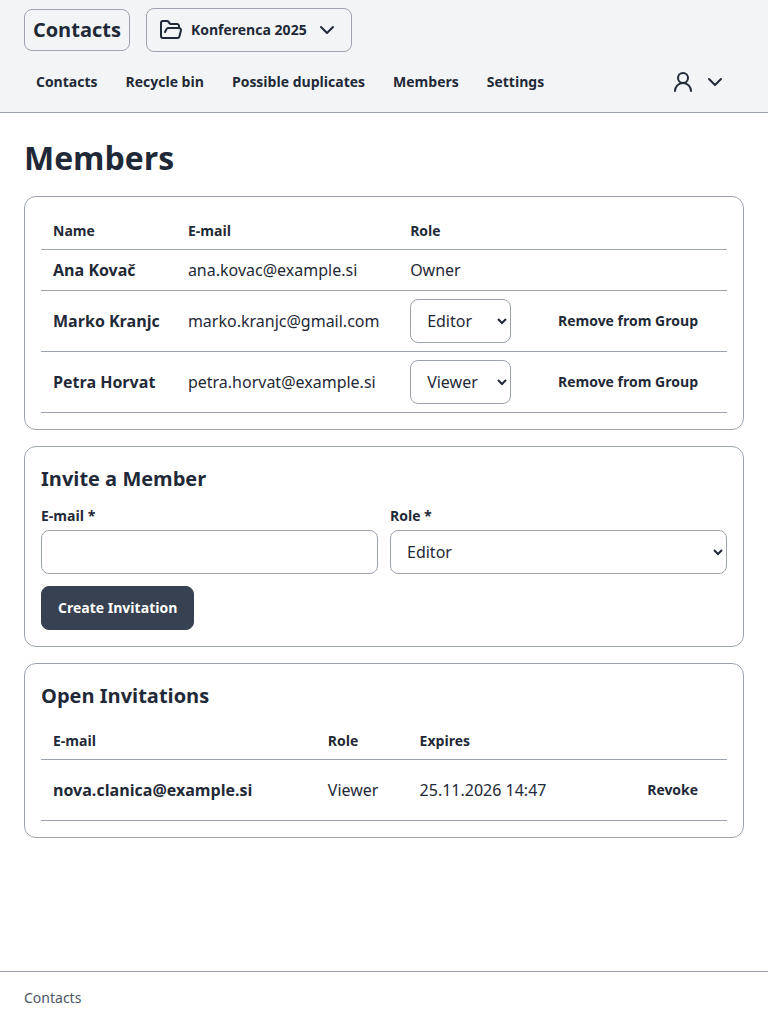 Contacts
Konferenca 2025
Contacts Recycle bin Possible duplicates Members Settings
Members
Name E-mail Role
Ana Kovač ana.kovac@example.si Owner
Marko Kranjc marko.kranjc@gmail.com Editor Remove from Group
Petra Horvat petra.horvat@example.si Viewer Remove from Group
Invite a Member
E-mail * Role *
Editor
Create Invitation
Open Invitations
E-mail Role Expires
nova.clanica@example.si Viewer 25.11.2026 14:47 Revoke
Contacts